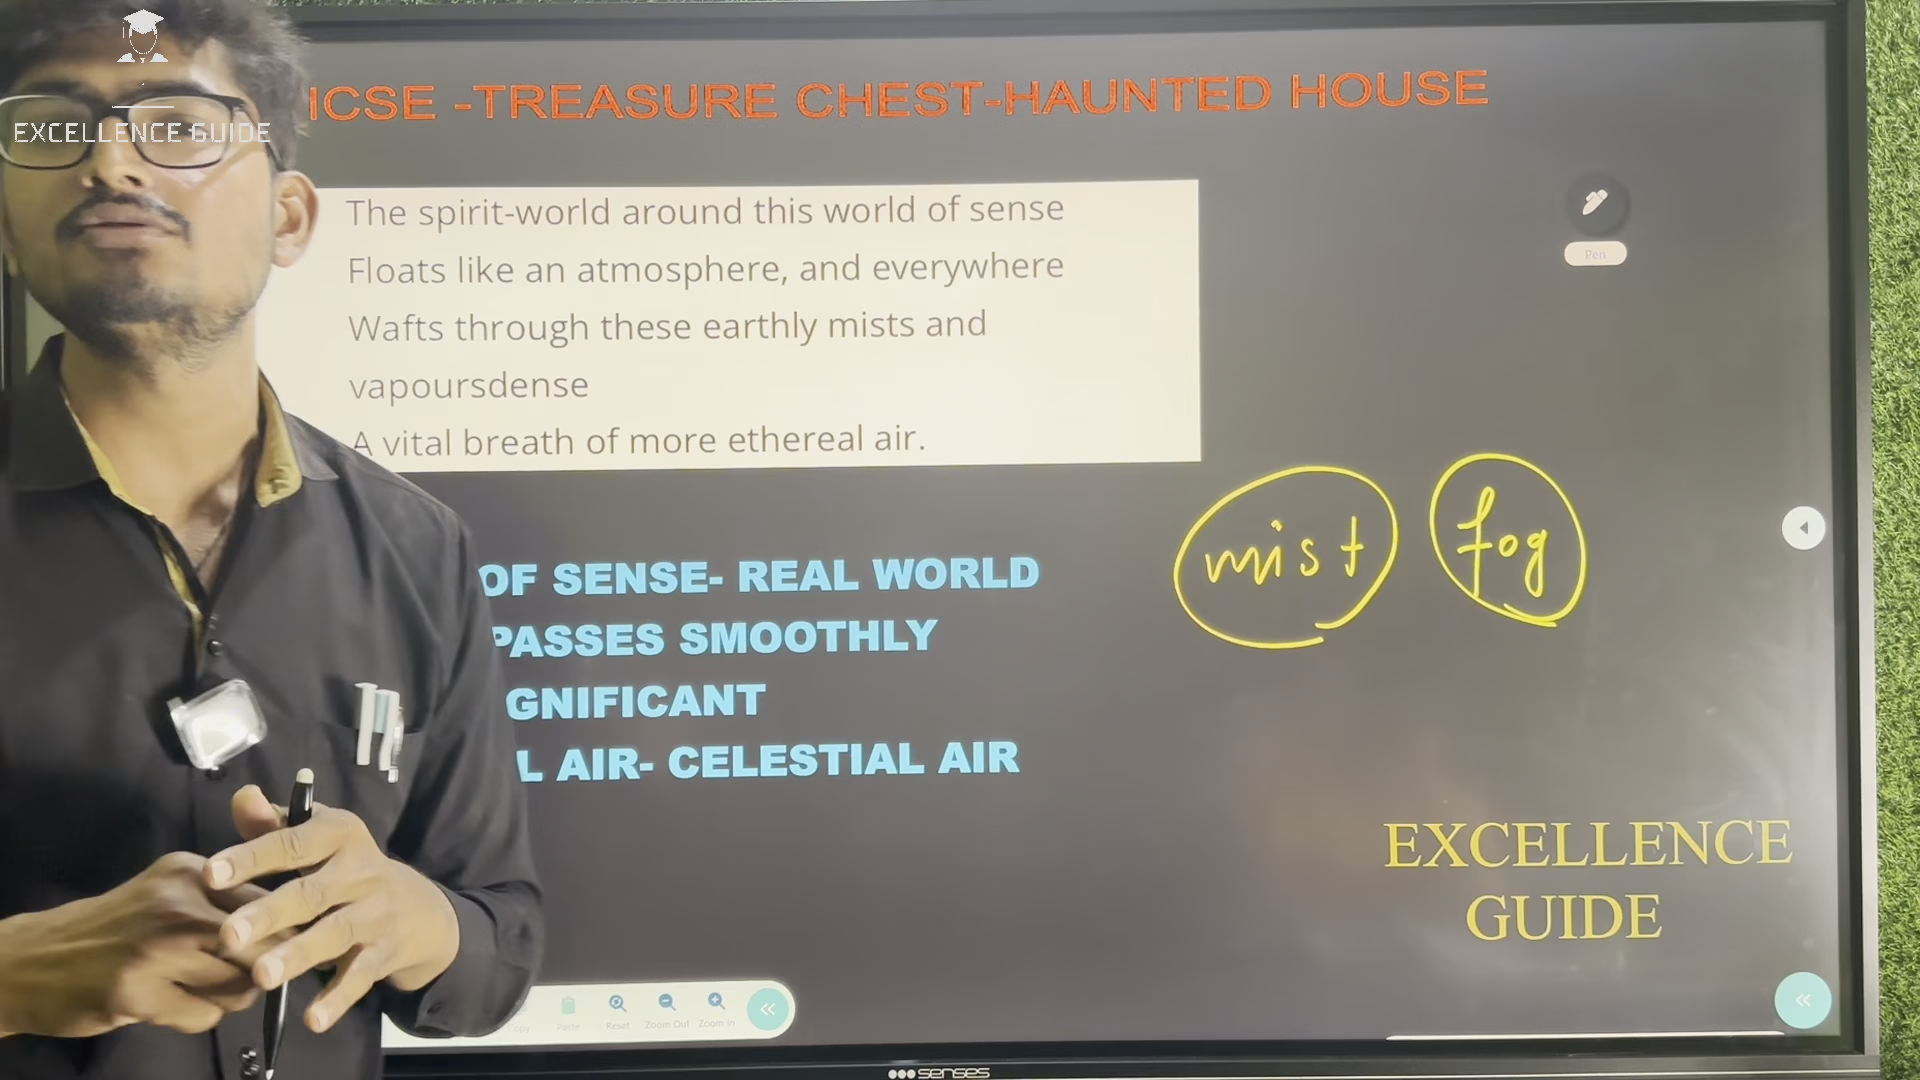 EXCELLENCE GUIDE
ICSE -TREASURE CHEST-HAUNTED HOUSE
The spirit-world around this world of sense
Floats like an atmosphere, and everywhere
Wafts through these earthly mists and
vapoursdense
A vital breath of more ethereal air.
Pen
mist fog
OF SENSE- REAL WORLD
PASSES SMOOTHLY
GNIFICANT
L AIR- CELESTIAL AIR
EXCELLENCE
GUIDE
Copy Paste Reset Zoom Out Zoom In
senses